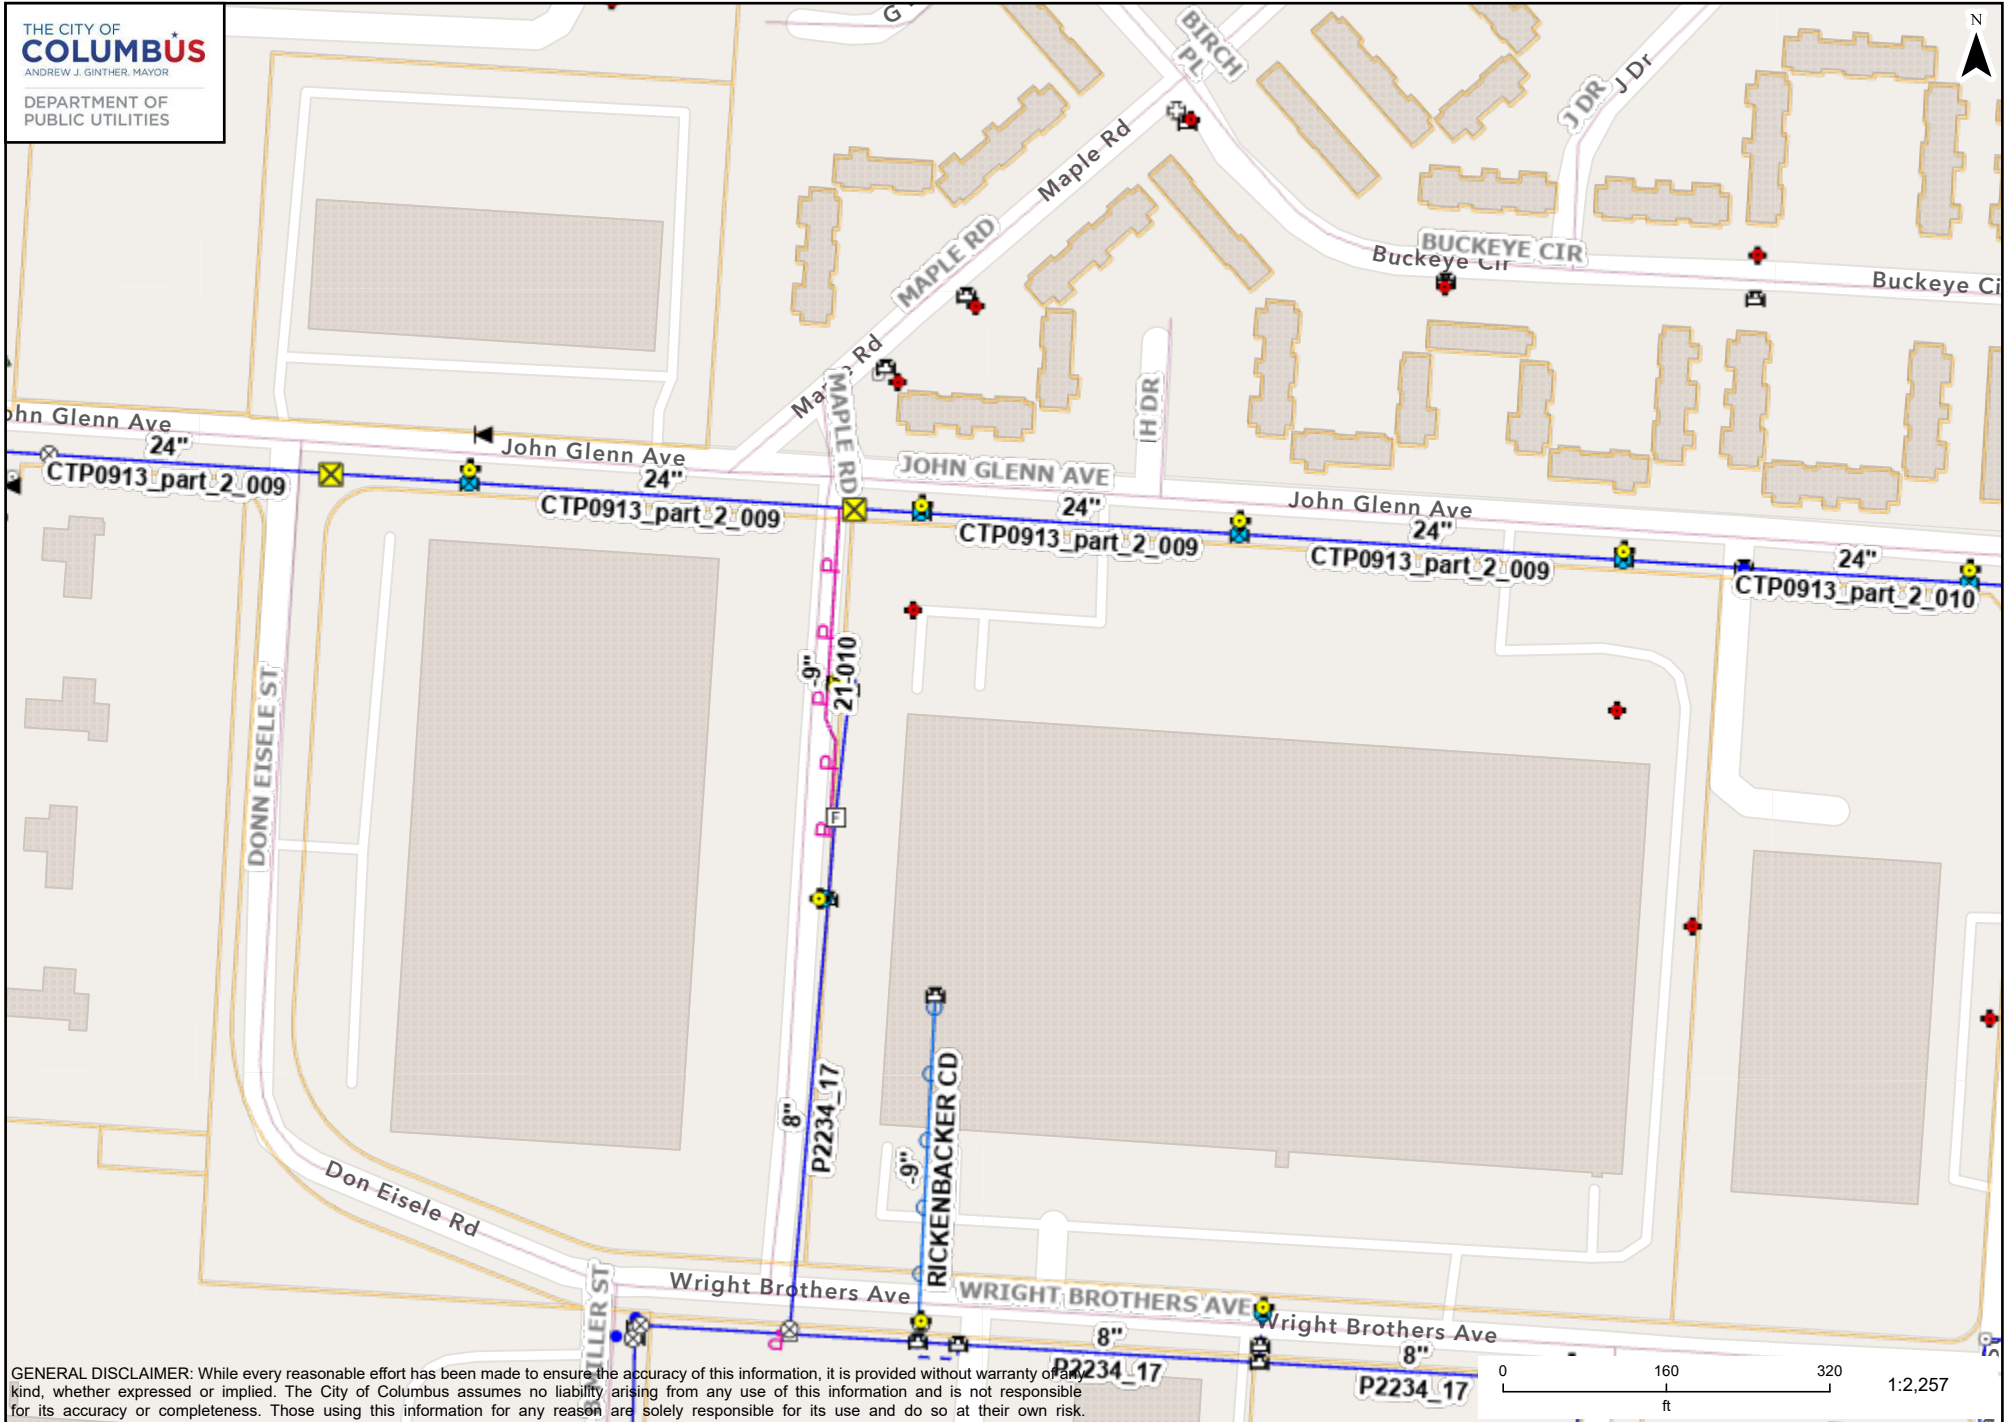 THE CITY OF
COLUMBUS
ANDREW J. GINTHER, MAYOR
DEPARTMENT OF
PUBLIC UTILITIES
N
G
BIRCH
PL
J Dr
J DR
Maple Rd
MAPLE RD
BUCKEYE CIR
Buckeye Cir
Buckeye Ci
Maple Rd
MAPLE RD
IH DR
ohn Glenn Ave
24"
CTP0913_part_2_009
John Glenn Ave
24"
CTP0913_part_2_009
JOHN GLENN AVE
24"
CTP0913_part_2_009
John Glenn Ave
24"
CTP0913_part_2_009
24"
CTP0913_part_2_010
P
P
-9"
21-010
P
P
F
P
DONN EISELE ST
8"
P2234_17
RICKENBACKER CD
-9"
Don Eisele Rd
Wright Brothers Ave
WRIGHT BROTHERS AVE
Wright Brothers Ave
B MILLER ST
P
8"
P2234_17
8"
P2234_17
0 160 320
ft
1:2,257
GENERAL DISCLAIMER: While every reasonable effort has been made to ensure the accuracy of this information, it is provided without warranty of any
kind, whether expressed or implied. The City of Columbus assumes no liability arising from any use of this information and is not responsible
for its accuracy or completeness. Those using this information for any reason are solely responsible for its use and do so at their own risk.